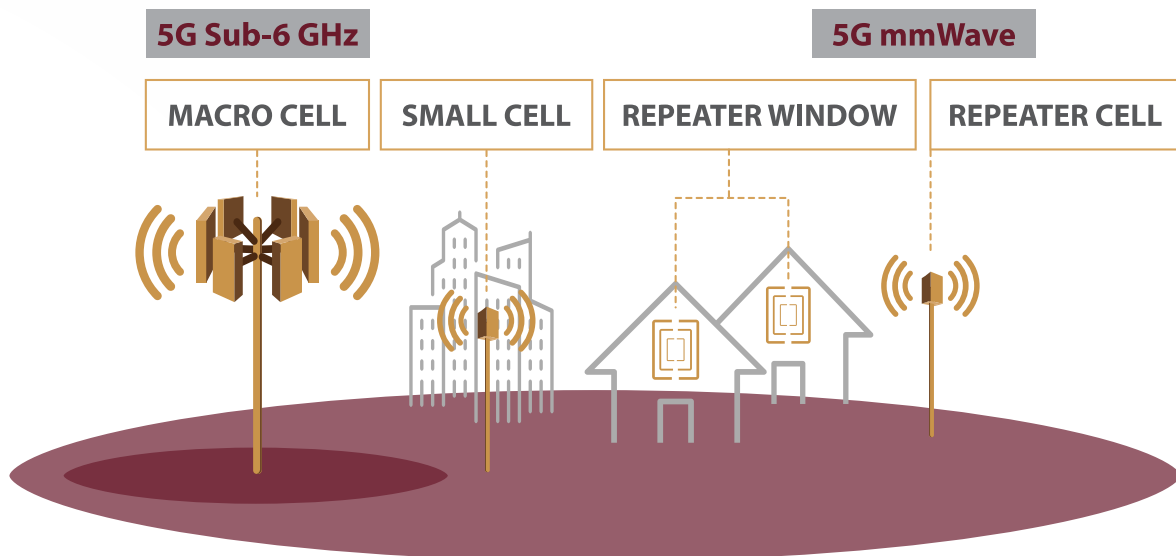 5G Sub-6 GHz
5G mmWave
MACRO CELL
SMALL CELL
REPEATER WINDOW
REPEATER CELL